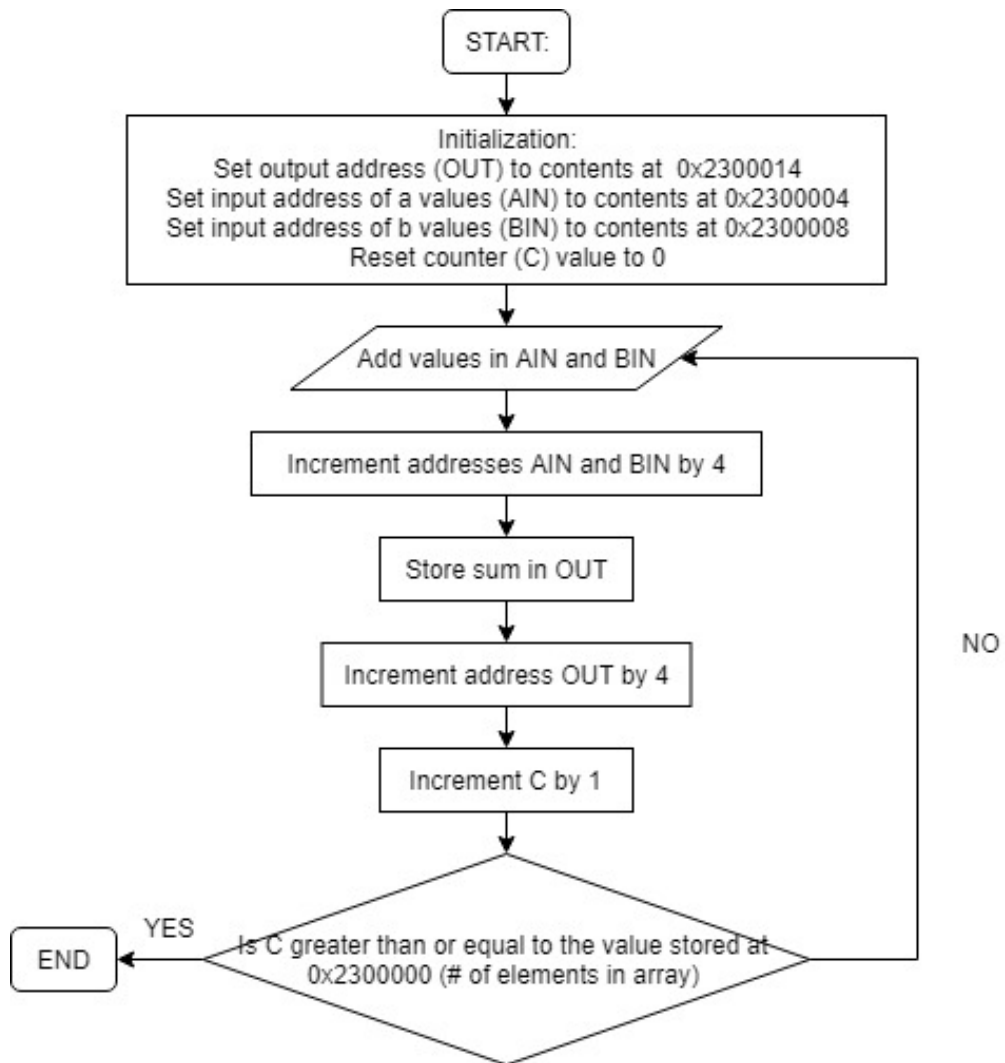 START:
Initialization:
Set output address (OUT) to contents at 0x2300014
Set input address of a values (AIN) to contents at 0x2300004
Set input address of b values (BIN) to contents at 0x2300008
Reset counter (C) value to 0
Add values in AIN and BIN
Increment addresses AIN and BIN by 4
Store sum in OUT
NO
Increment address OUT by 4
Increment C by 1
YES
Is C greater than or equal to the value stored at
0x2300000 (# of elements in array)
END